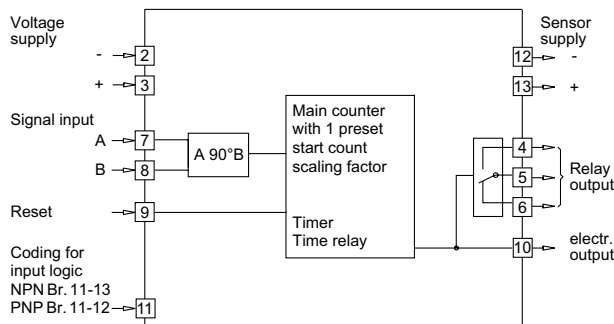 Voltage
supply
- 2
+ 3
Signal input
A 7
B 8
A 90°B
Reset 9
Coding for
input logic
NPN Br. 11-13
PNP Br. 11-12 11
Main counter
with 1 preset
start count
scaling factor
Timer
Time relay
Sensor
supply
12 -
13 +
4
5
6
Relay
output
10
electr.
output